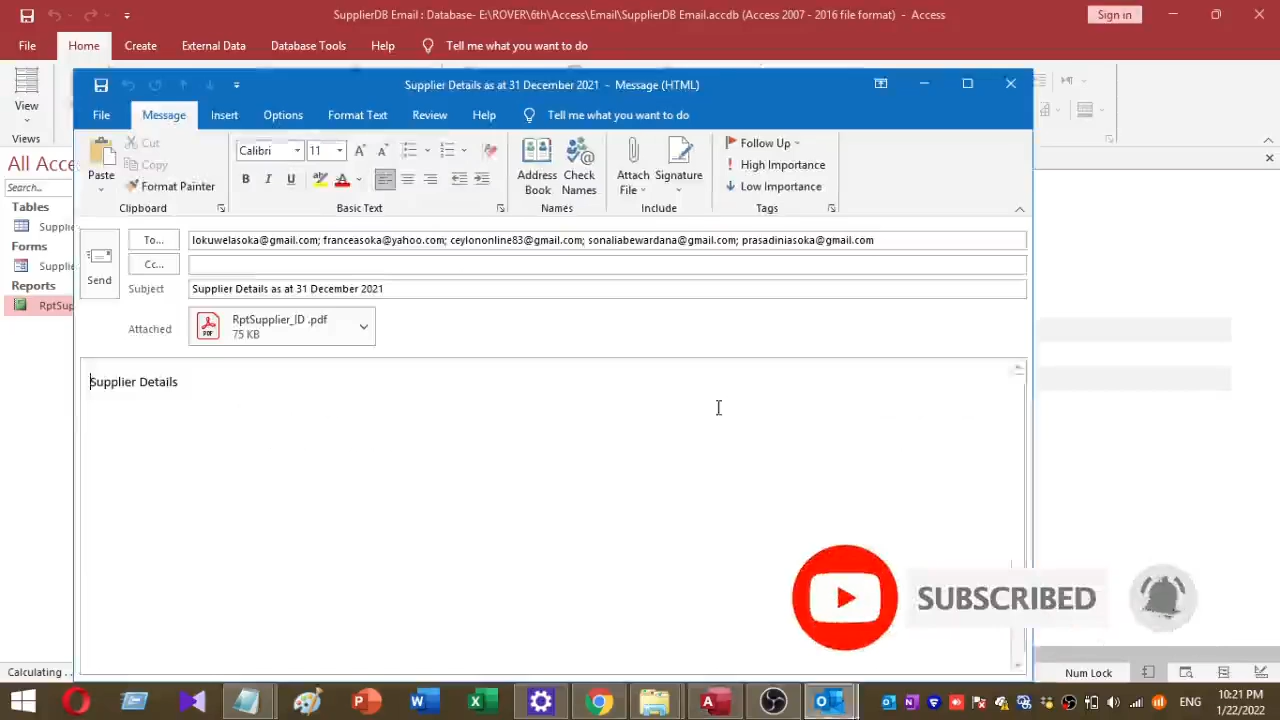 SupplierDB Email : Database- E:\ROVER\6th\Access\Email\SupplierDB Email.accdb (Access 2007 - 2016 file format) - Access
Sign in
File Home Create External Data Database Tools Help Tell me what you want to do
Supplier Details as at 31 December 2021 - Message (HTML)
File Message Insert Options Format Text Review Help Tell me what you want to do
View
Views
Paste
Cut
Copy
Format Painter
Clipboard
Calibri 11
B I U
Basic Text
Address Book
Check Names
Names
Attach File
Signature
Include
Follow Up
High Importance
Low Importance
Tags
All Acce
Search...
Tables
Supplie
Forms
Supplie
Reports
RptSup
Send
To... lokuwelasoka@gmail.com; franceasoka@yahoo.com; ceylononline83@gmail.com; sonaliabewardana@gmail.com; prasadiniasoka@gmail.com
Cc...
Subject Supplier Details as at 31 December 2021
Attached RptSupplier_ID .pdf
75 KB
PDF
Supplier Details
SUBSCRIBED
Calculating . .
Num Lock
ENG
10:21 PM
1/22/2022